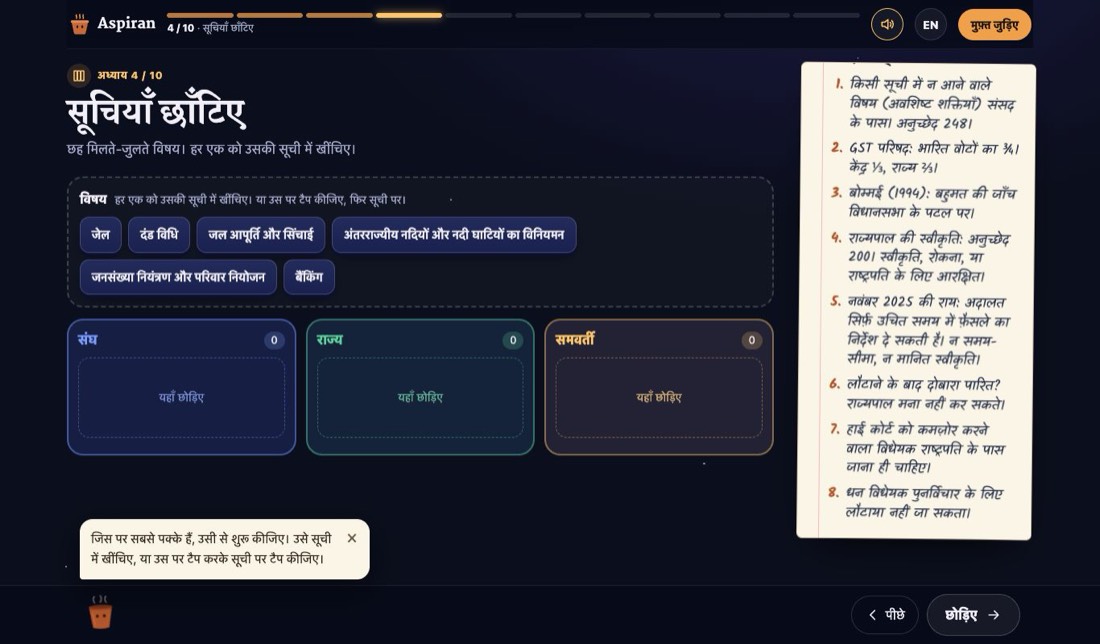 Aspiran
4 / 10 · सूचियाँ छाँटिए
EN
मुफ़्त जुड़िए
अध्याय 4 / 10
सूचियाँ छाँटिए
छह मिलते-जुलते विषय। हर एक को उसकी सूची में खींचिए।
विषय हर एक को उसकी सूची में खींचिए। या उस पर टैप कीजिए, फिर सूची पर।
जेल
दंड विधि
जल आपूर्ति और सिंचाई
अंतरराज्यीय नदियों और नदी घाटियों का विनियमन
जनसंख्या नियंत्रण और परिवार नियोजन
बैंकिंग
संघ 0
यहाँ छोड़िए
राज्य 0
यहाँ छोड़िए
समवर्ती 0
यहाँ छोड़िए
1. किसी सूची में न आने वाले
विषय (अवशिष्ट शक्तियाँ) संसद
के पास। अनुच्छेद 248।
2. GST परिषद: भारित वोटों का ¾।
केंद्र ⅓, राज्य ⅔।
3. बोम्मई (1994): बहुमत की जाँच
विधानसभा के पटल पर।
4. राज्यपाल की स्वीकृति: अनुच्छेद
200। स्वीकृति, रोकना, या
राष्ट्रपति के लिए आरक्षित।
5. नवंबर 2025 की राय: अदालत
सिर्फ़ उचित समय में फ़ैसले का
निर्देश दे सकती है। न समय-
सीमा, न मानित स्वीकृति।
6. लौटाने के बाद दोबारा पारित?
राज्यपाल मना नहीं कर सकते।
7. हाई कोर्ट को कमज़ोर करने
वाला विधेयक राष्ट्रपति के पास
जाना ही चाहिए।
8. धन विधेयक पुनर्विचार के लिए
लौटाया नहीं जा सकता।
जिस पर सबसे पक्के हैं, उसी से शुरू कीजिए। उसे सूची
में खींचिए, या उस पर टैप करके सूची पर टैप कीजिए।
पीछे
छोड़िए